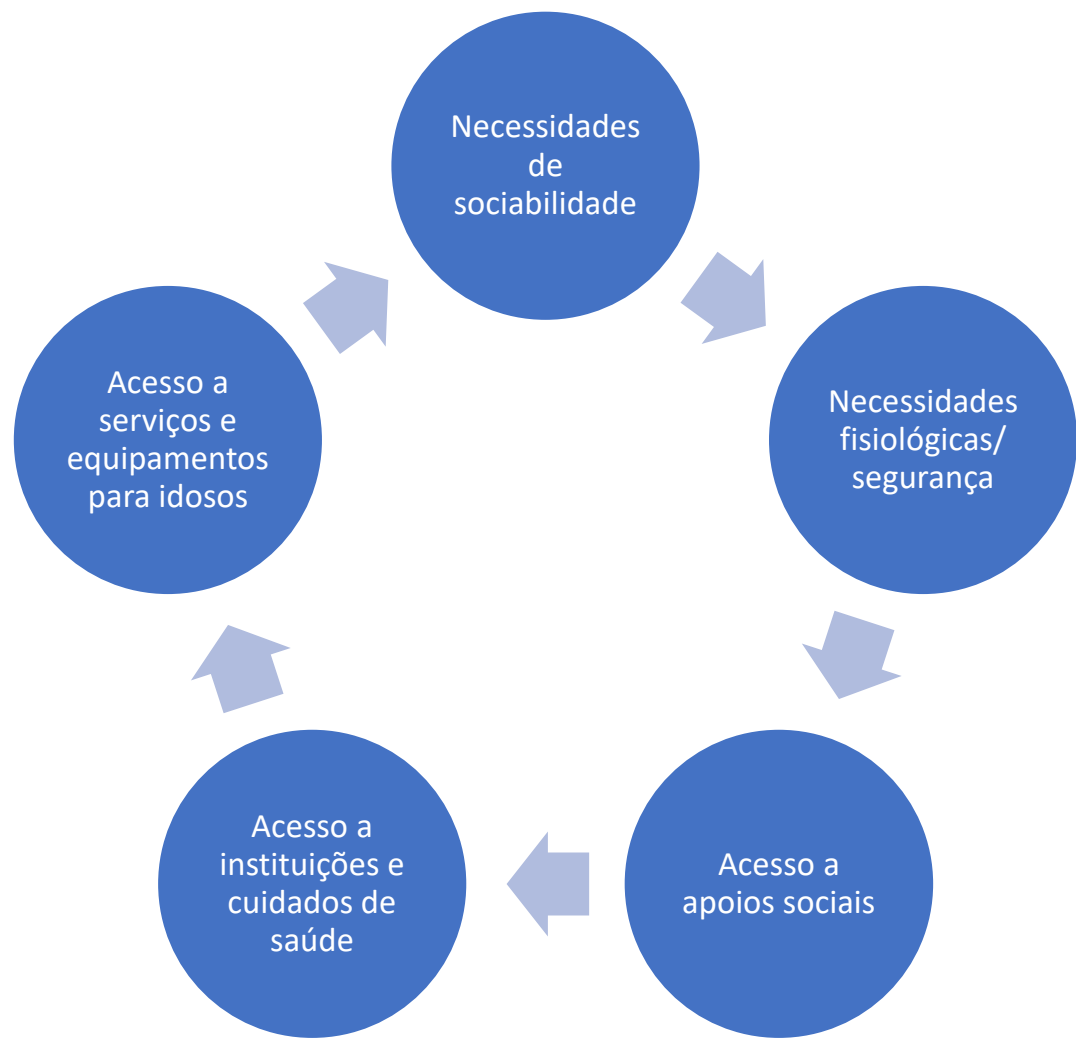 Necessidades
de
sociabilidade
Necessidades
fisiológicas/
segurança
Acesso a
apoios sociais
Acesso a
instituições e
cuidados de
saúde
Acesso a
serviços e
equipamentos
para idosos